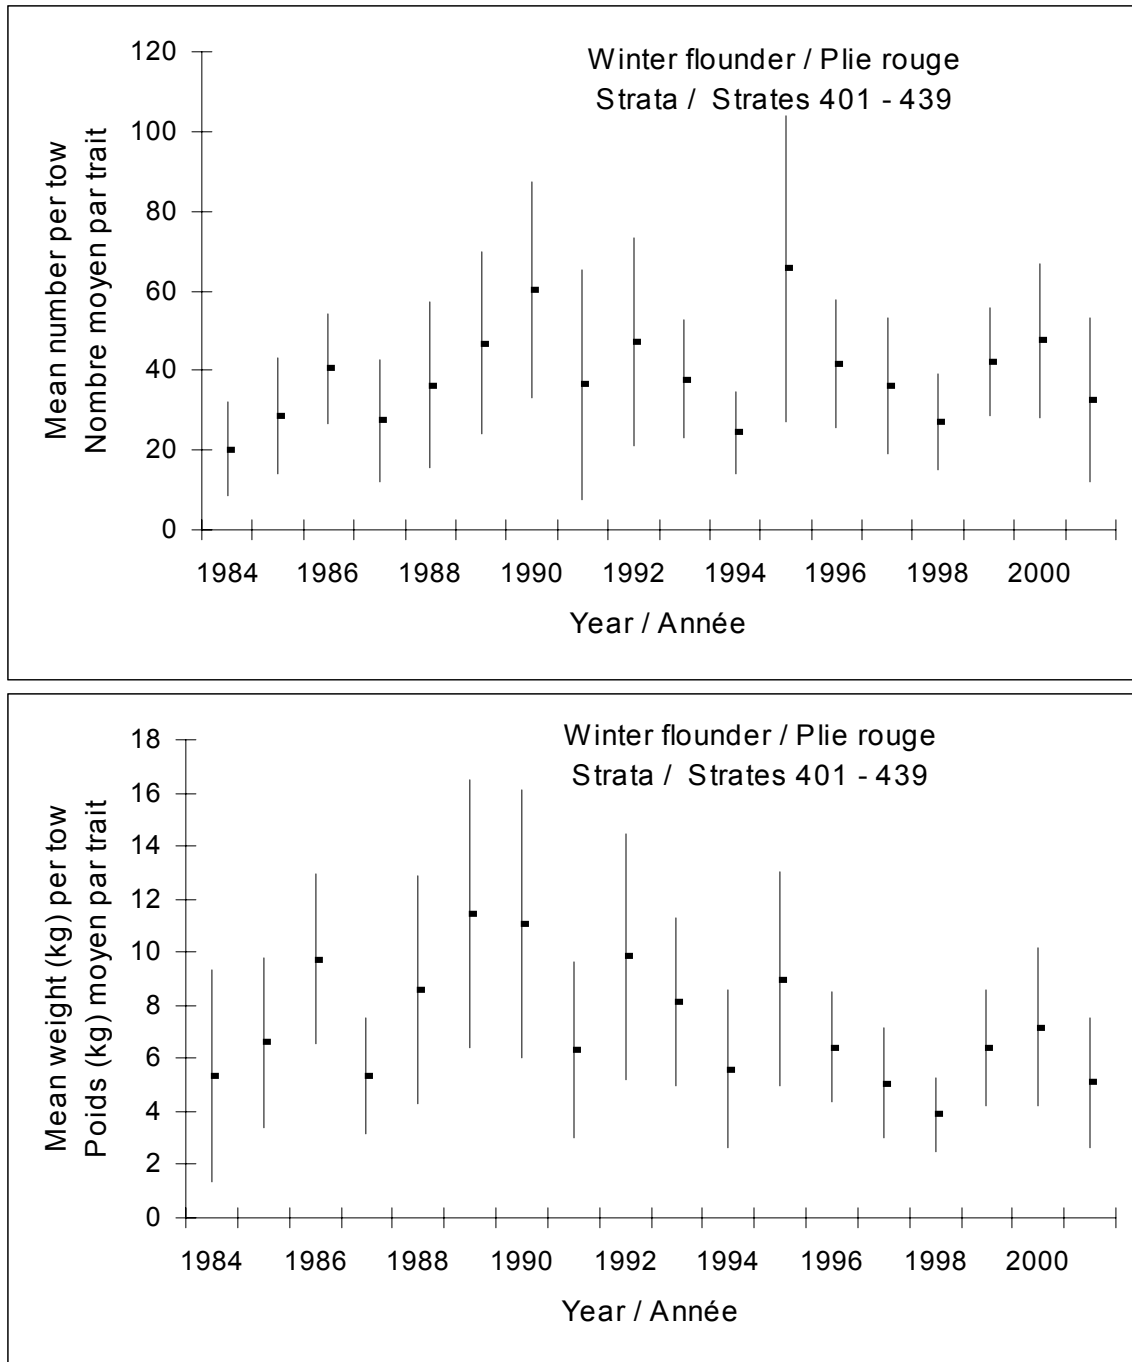 Winter flounder / Plie rouge
Strata / Strates 401 - 439
Mean number per tow
Nombre moyen par trait
120
100
80
60
40
20
0
1984 1986 1988 1990 1992 1994 1996 1998 2000
Year / Année
Winter flounder / Plie rouge
Strata / Strates 401 - 439
Mean weight (kg) per tow
Poids (kg) moyen par trait
18
16
14
12
10
8
6
4
2
0
1984 1986 1988 1990 1992 1994 1996 1998 2000
Year / Année